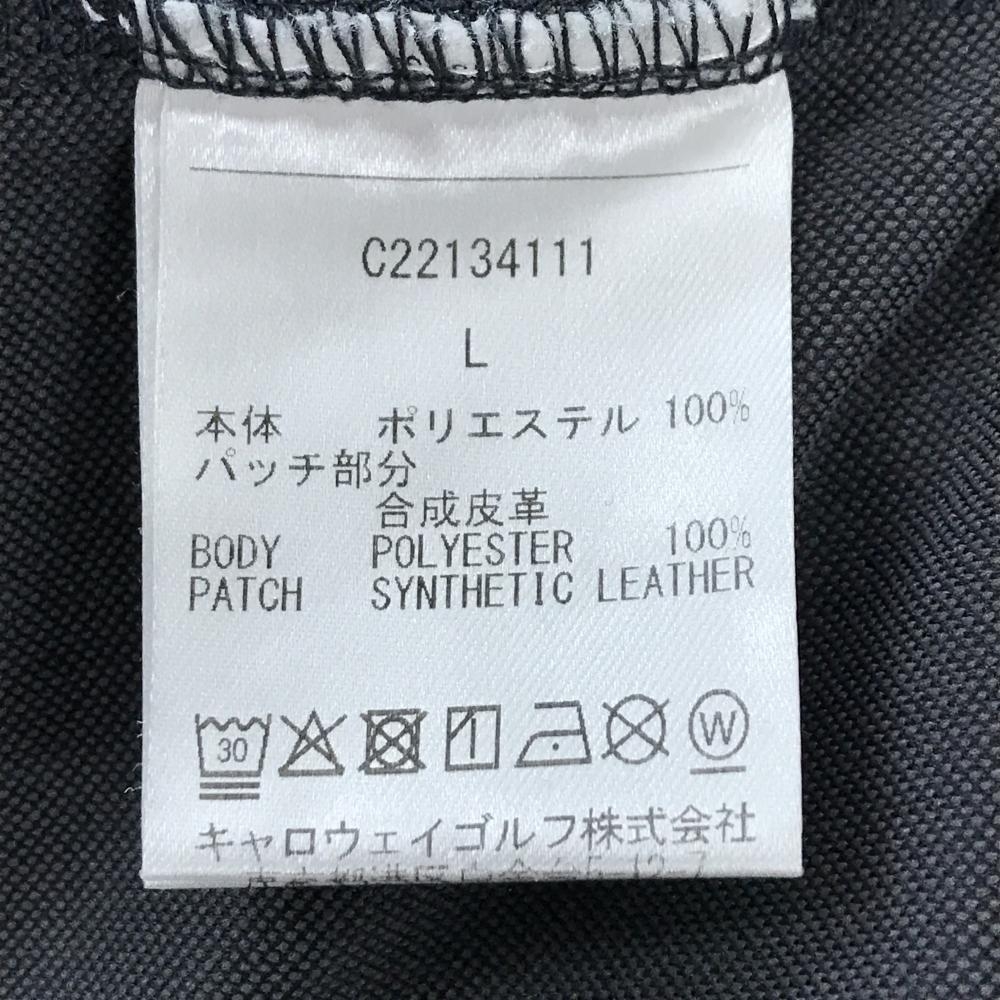 C22134111
L
本体 ポリエステル 100%
パッチ部分
合成皮革
BODY POLYESTER 100%
PATCH SYNTHETIC LEATHER
30 W
キャロウェイゴルフ株式会社